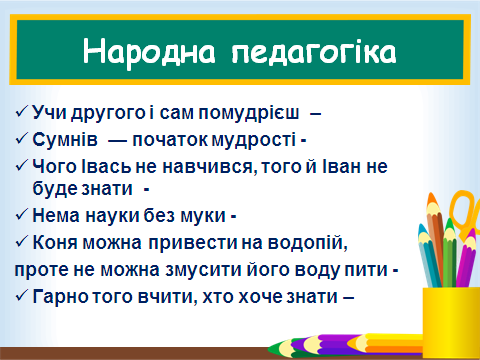 Народна педагогіка
✓ Учи другого і сам помудрієш –
✓ Сумнів — початок мудрості -
✓ Чого Івась не навчився, того й Іван не
буде знати -
✓ Нема науки без муки -
✓ Коня можна привести на водопій,
проте не можна змусити його воду пити -
✓ Гарно того вчити, хто хоче знати –